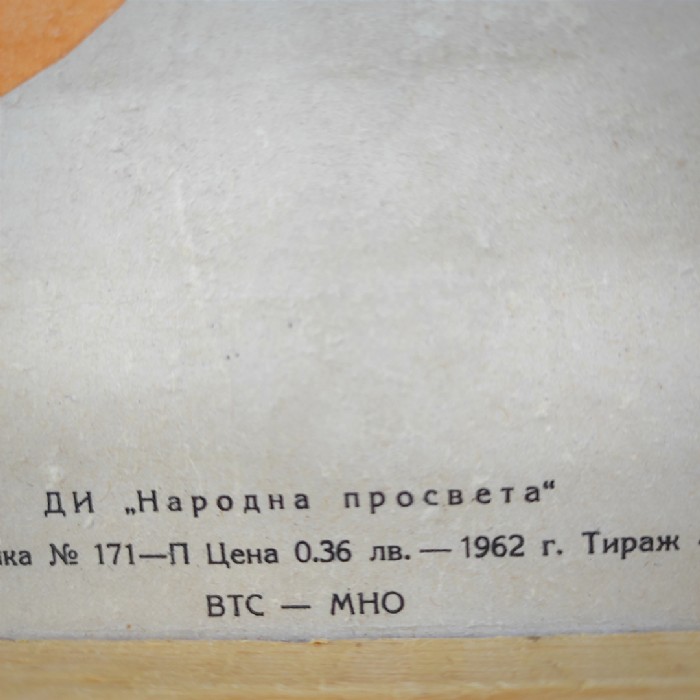 ДИ „Народна просвета“
№ 171—П Цена 0.36 лв. — 1962 г. Тираж
ВТС — МНО